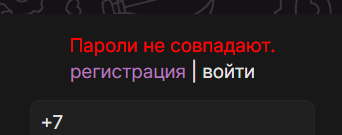 Пароли не совпадают.
регистрация | войти
+7